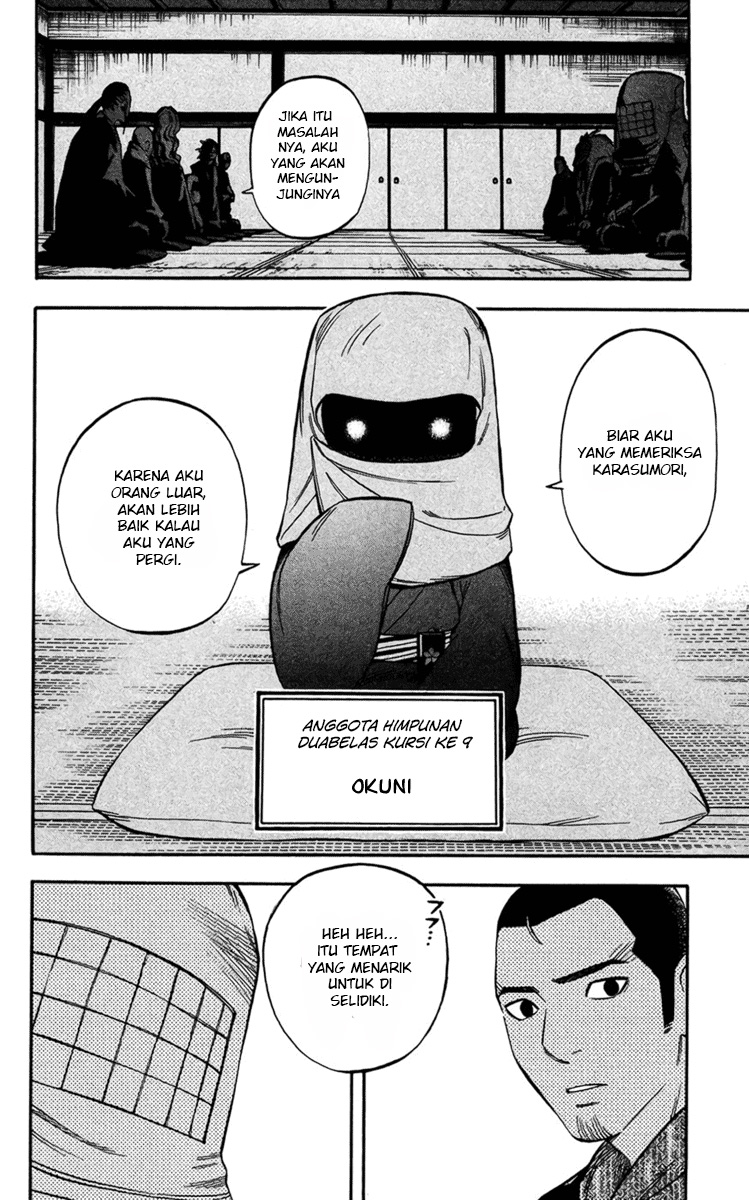 JIKA ITU
MASALAH
NYA, AKU
YANG AKAN
MENGUN-
JUNGINYA
BIAR AKU
YANG MEMERIKSA
KARASUMORI,
KARENA AKU
ORANG LUAR,
AKAN LEBIH
BAIK KALAU
AKU YANG
PERGI.
ANGGOTA HIMPUNAN
DUABELAS KURSI KE 9
OKUNI
フフ...
HEH HEH...
ITU TEMPAT
YANG MENARIK
UNTUK DI
SELIDIKI.